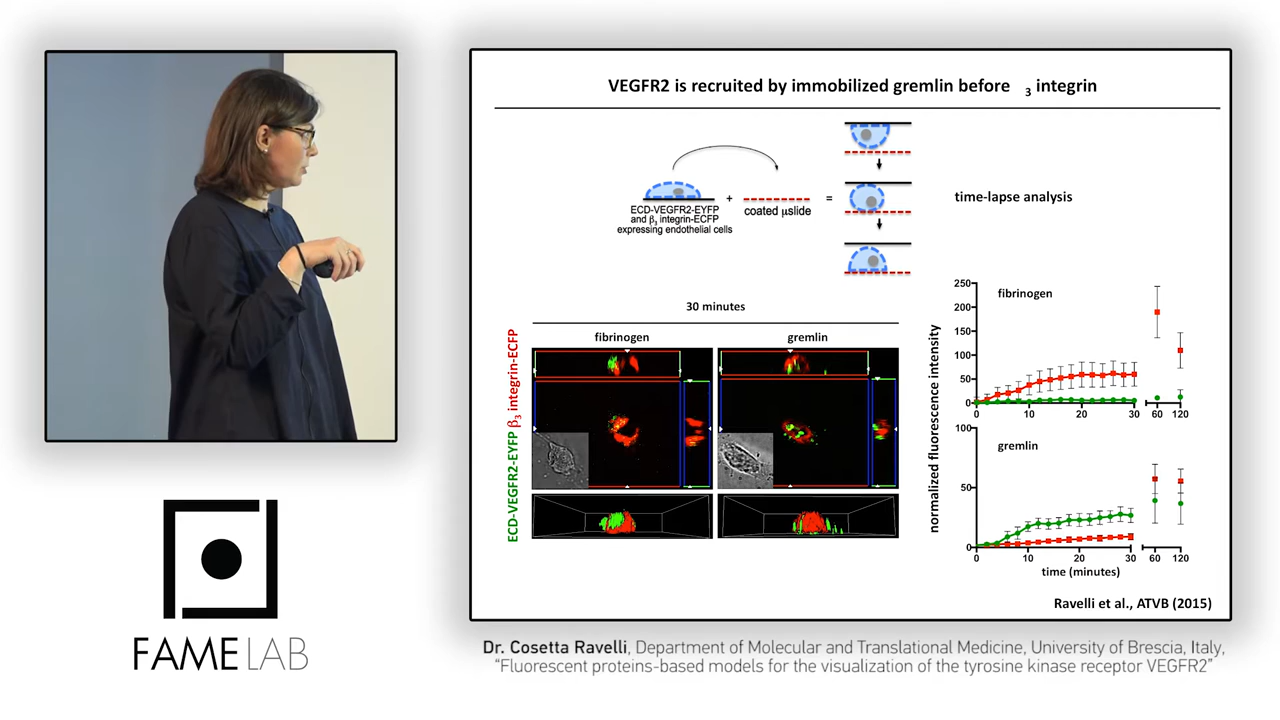 VEGFR2 is recruited by immobilized gremlin before 3 integrin
ECD-VEGFR2-EYFP
and β3 integrin-ECFP
expressing endothelial cells
+
coated µslide
=
time-lapse analysis
30 minutes
fibrinogen
gremlin
ECD-VEGFR2-EYFP β3 integrin-ECFP
normalized fluorescence intensity
250
200
150
100
50
0
fibrinogen
0 10 20 30 60 120
100
50
0
gremlin
0 10 20 30 60 120
time (minutes)
Ravelli et al., ATVB (2015)
FAMELAB
Dr. Cosetta Ravelli, Department of Molecular and Translational Medicine, University of Brescia, Italy,
“Fluorescent proteins-based models for the visualization of the tyrosine kinase receptor VEGFR2”